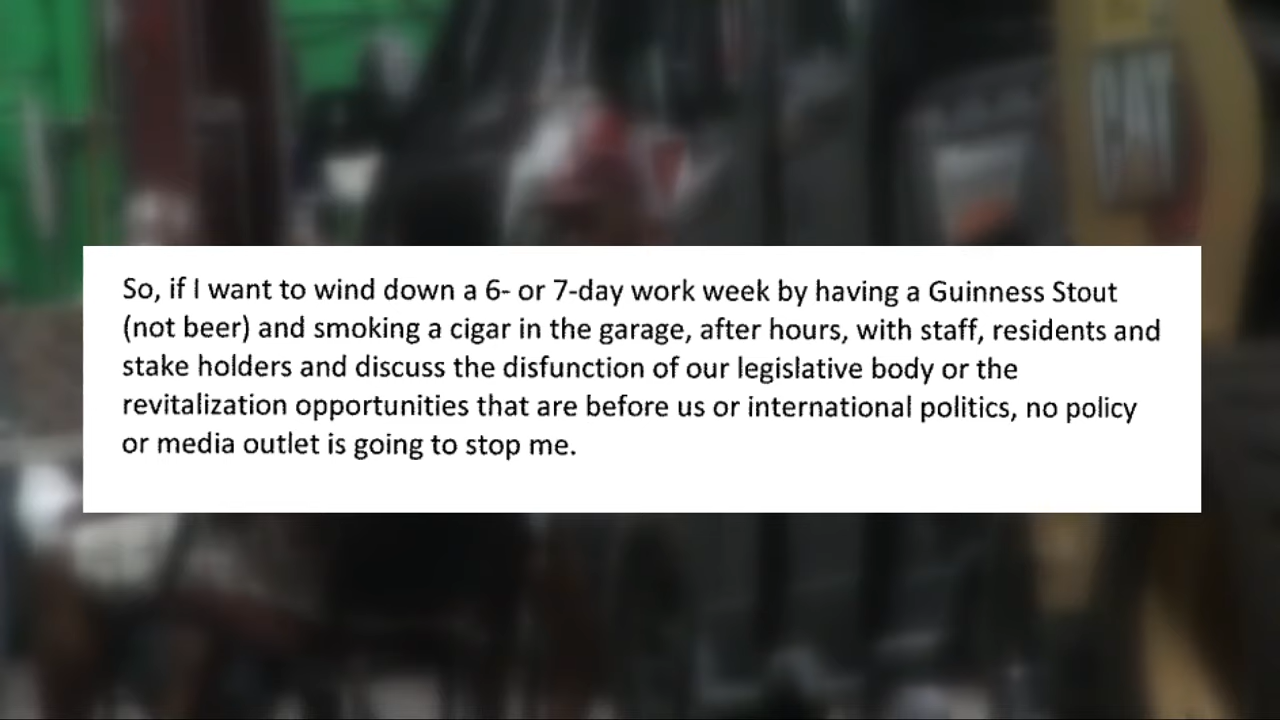 CAT
So, if I want to wind down a 6- or 7-day work week by having a Guinness Stout
(not beer) and smoking a cigar in the garage, after hours, with staff, residents and
stake holders and discuss the disfunction of our legislative body or the
revitalization opportunities that are before us or international politics, no policy
or media outlet is going to stop me.